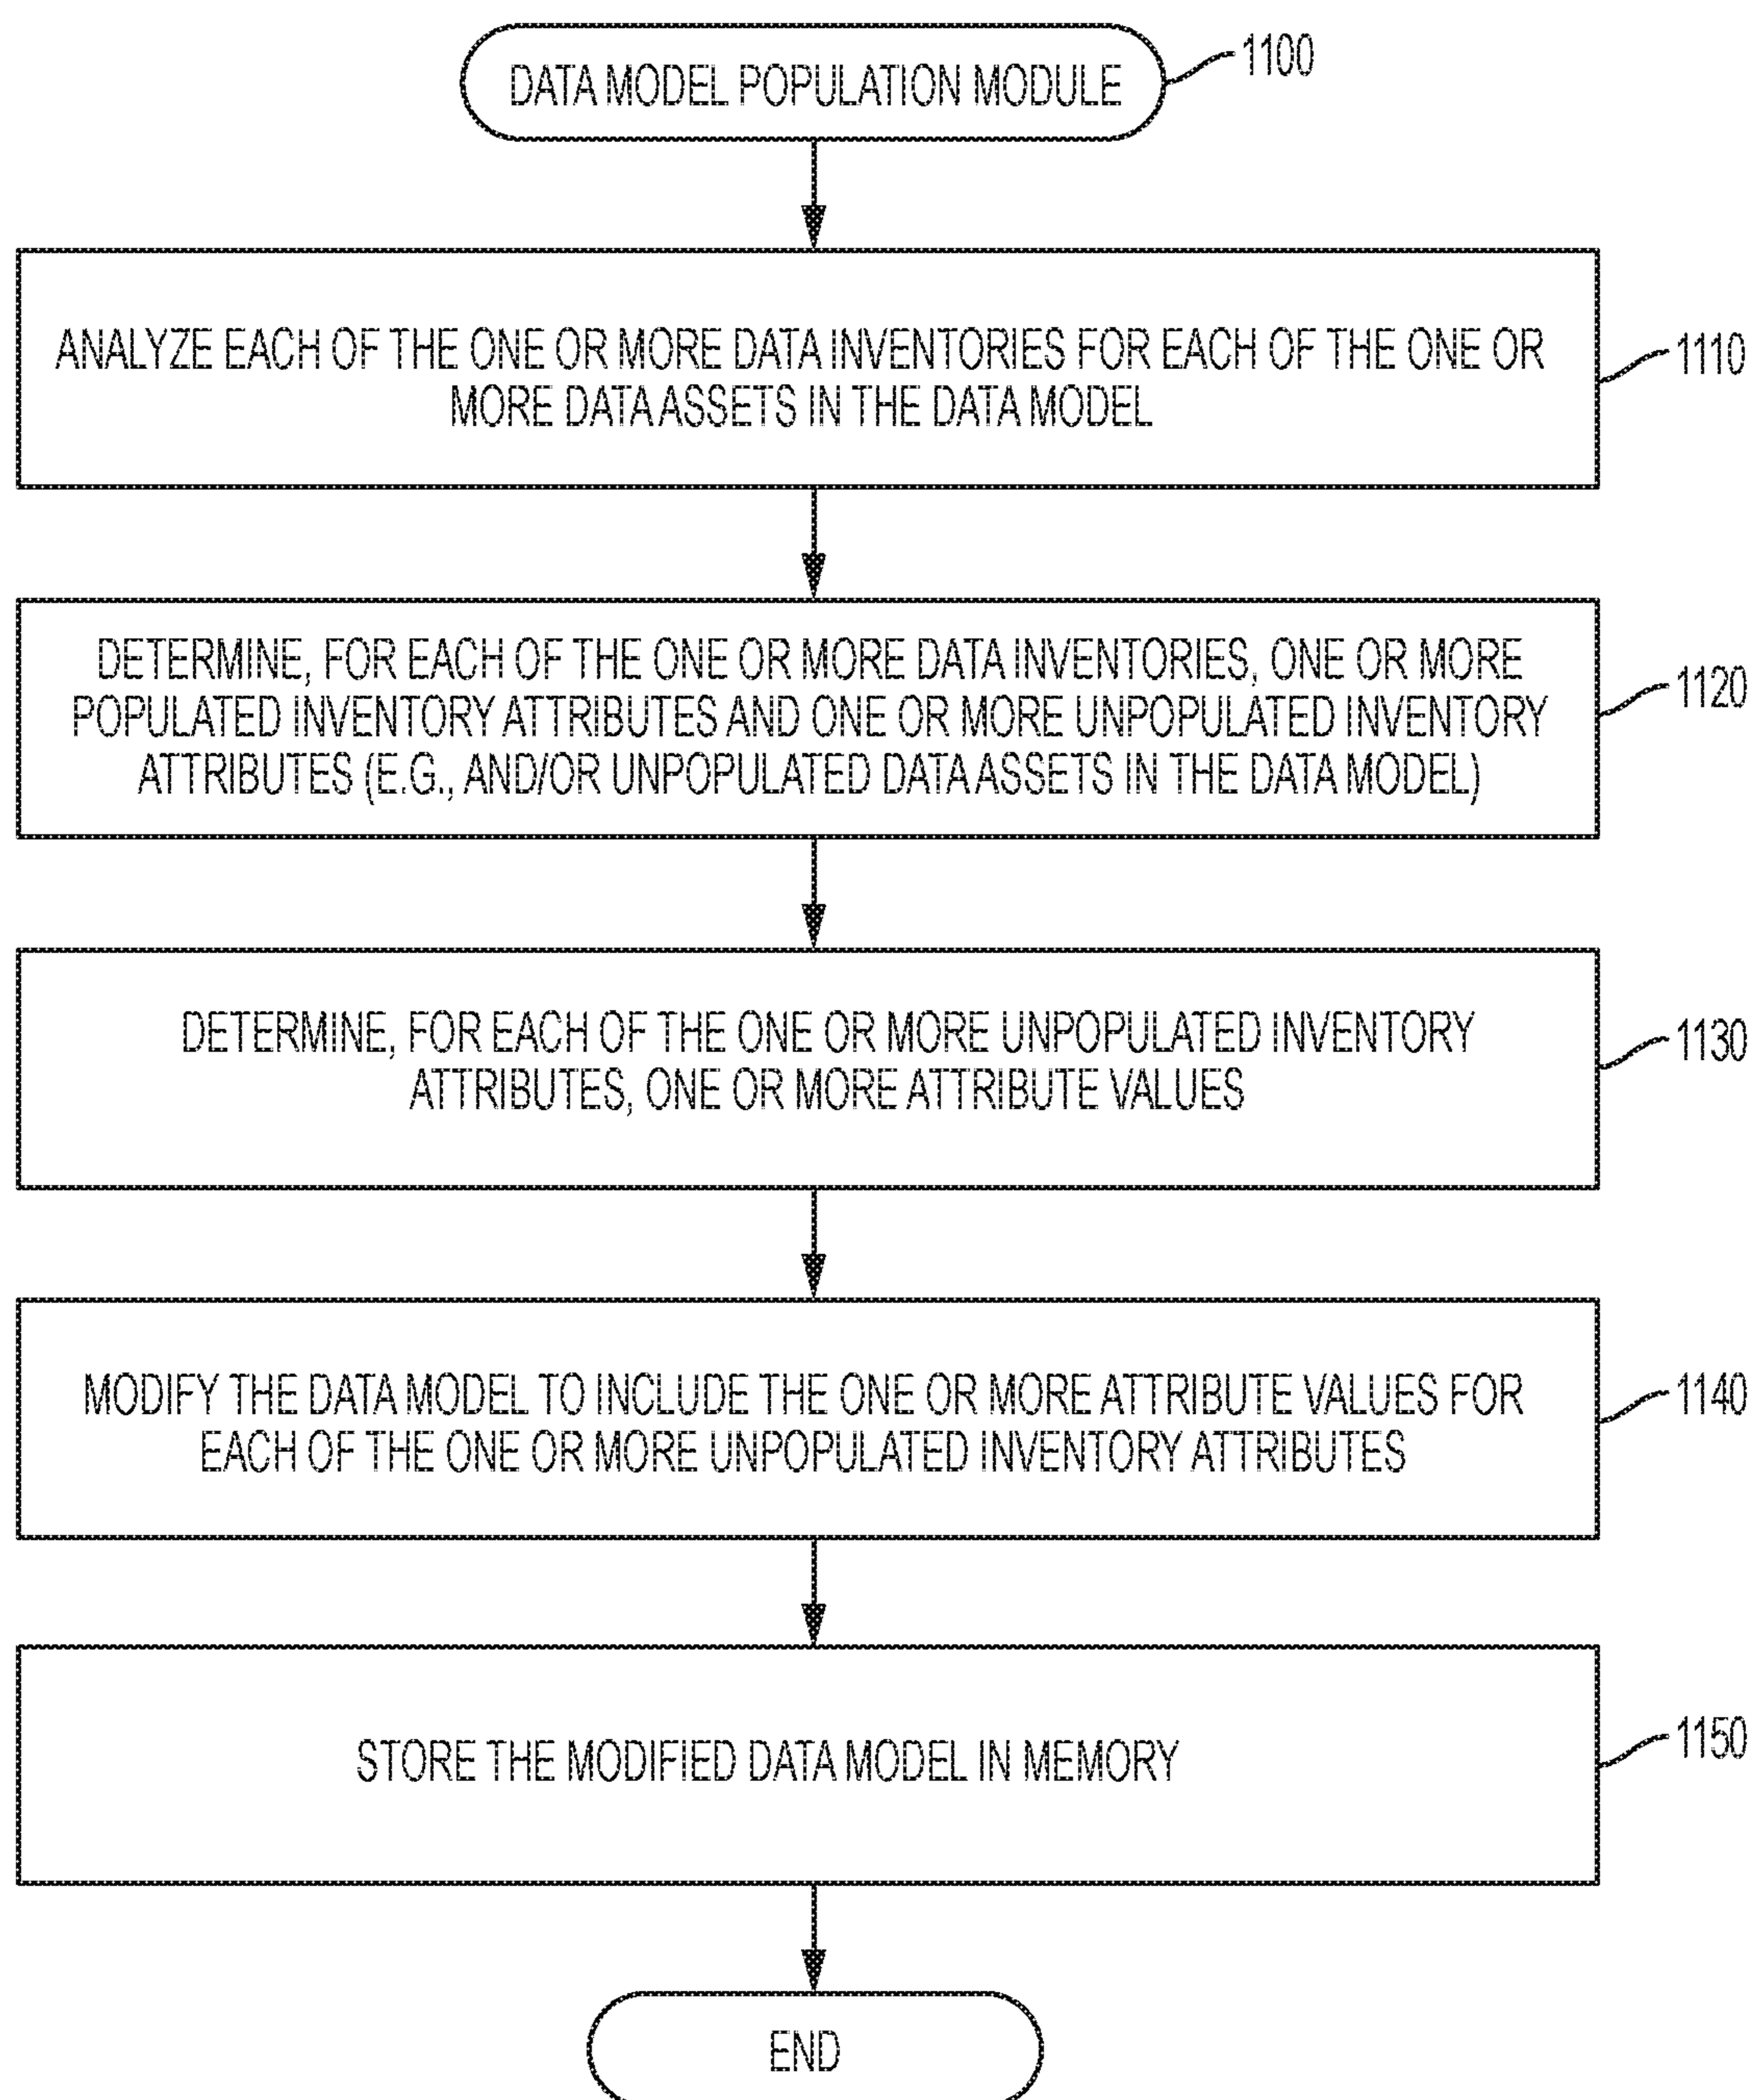 DATA MODEL POPULATION MODULE
1100
ANALYZE EACH OF THE ONE OR MORE DATA INVENTORIES FOR EACH OF THE ONE OR
MORE DATA ASSETS IN THE DATA MODEL
1110
DETERMINE, FOR EACH OF THE ONE OR MORE DATA INVENTORIES, ONE OR MORE
POPULATED INVENTORY ATTRIBUTES AND ONE OR MORE UNPOPULATED INVENTORY
ATTRIBUTES (E.G., AND/OR UNPOPULATED DATA ASSETS IN THE DATA MODEL)
1120
DETERMINE, FOR EACH OF THE ONE OR MORE UNPOPULATED INVENTORY
ATTRIBUTES, ONE OR MORE ATTRIBUTE VALUES
1130
MODIFY THE DATA MODEL TO INCLUDE THE ONE OR MORE ATTRIBUTE VALUES FOR
EACH OF THE ONE OR MORE UNPOPULATED INVENTORY ATTRIBUTES
1140
STORE THE MODIFIED DATA MODEL IN MEMORY
1150
END